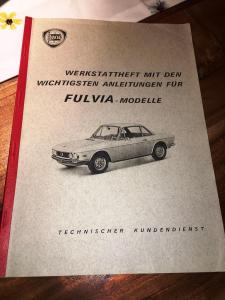 WERKSTATTHEFT MIT DEN
WICHTIGSTEN ANLEITUNGEN FÜR
FULVIA - MODELLE
TECHNISCHER KUNDENDIENST